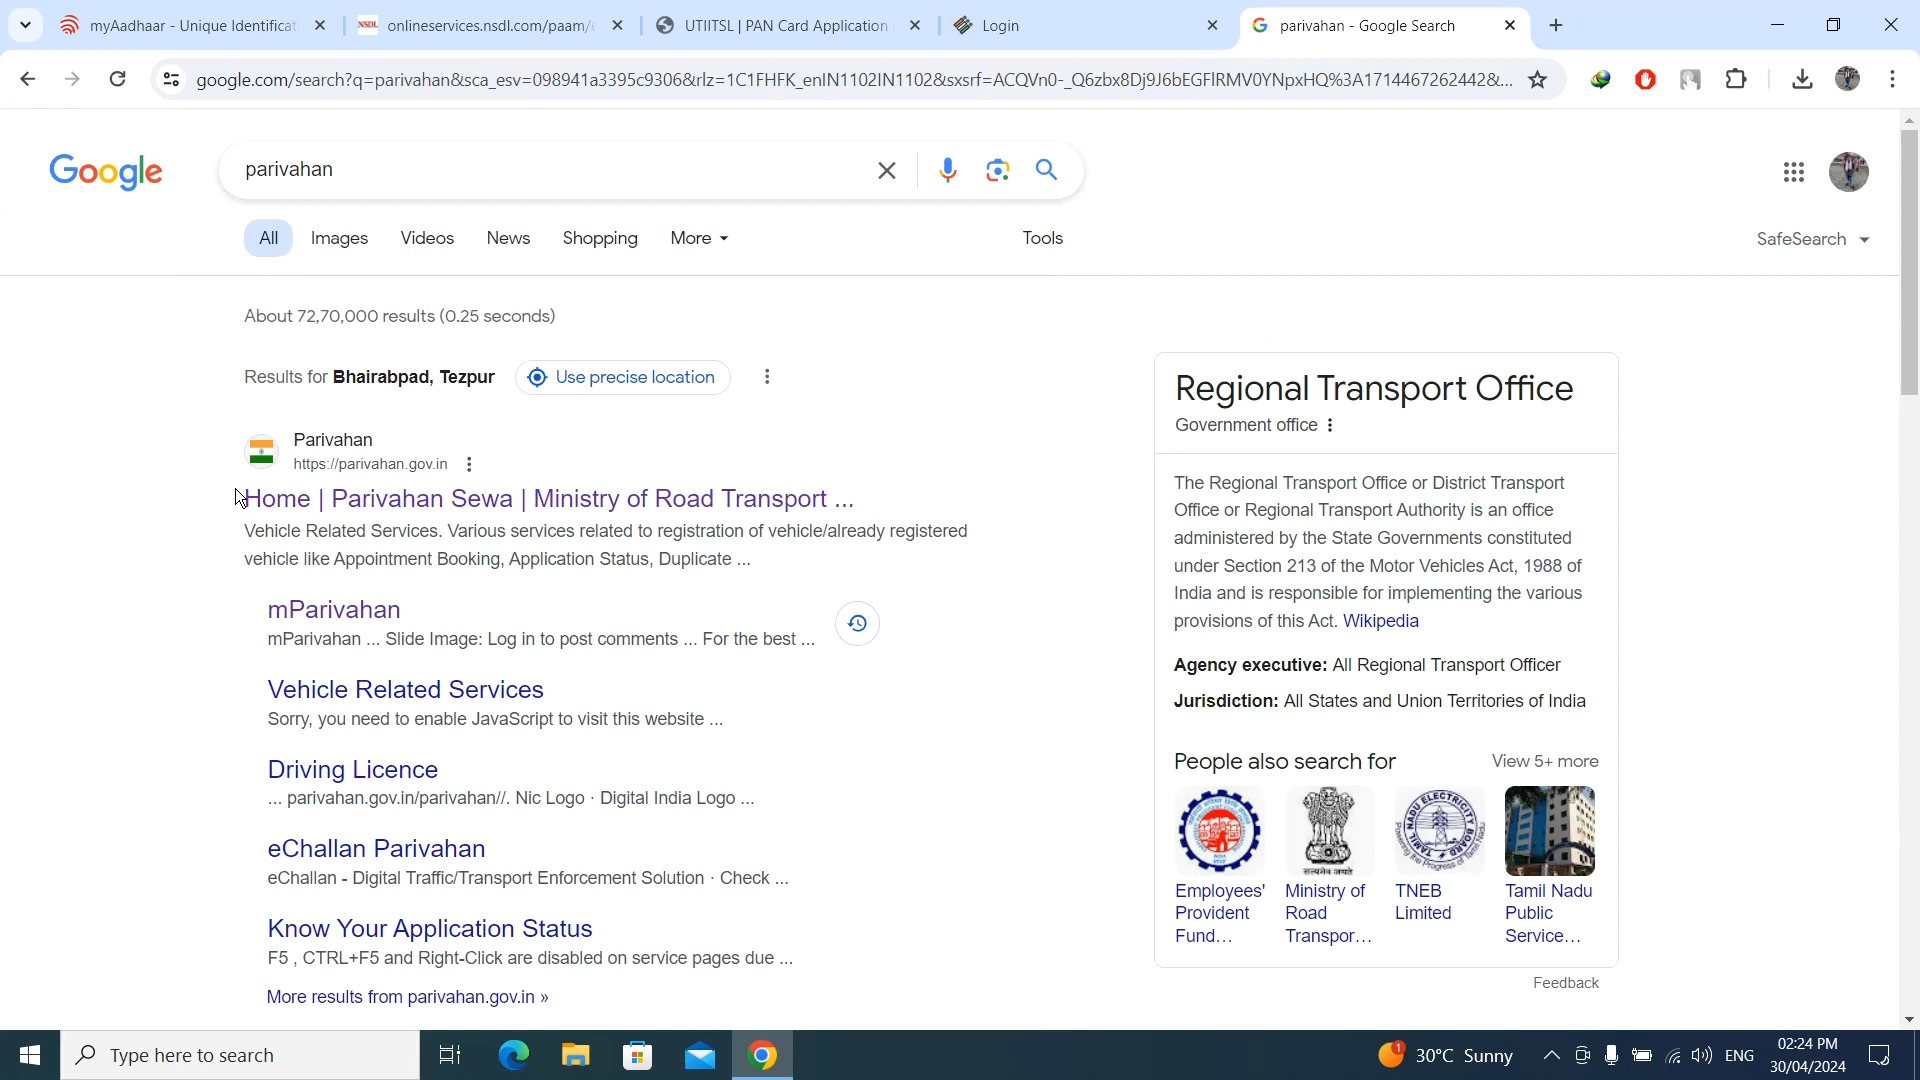 myAadhaar - Unique Identificat
onlineservices.nsdl.com/paam/e
UTIITSL | PAN Card Application
Login
parivahan - Google Search
google.com/search?q=parivahan&sca_esv=098941a3395c9306&rlz=1C1FHFK_enIN1102IN1102&sxsrf=ACQVn0-_Q6zbx8Dj9J6bEGFlRMV0YNpxHQ%3A1714467262442&...
Google
parivahan
All
Images
Videos
News
Shopping
More
Tools
SafeSearch
About 72,70,000 results (0.25 seconds)
Results for Bhairabpad, Tezpur
Use precise location
Parivahan
https://parivahan.gov.in
Home | Parivahan Sewa | Ministry of Road Transport ...
Vehicle Related Services. Various services related to registration of vehicle/already registered
vehicle like Appointment Booking, Application Status, Duplicate ...
mParivahan
mParivahan ... Slide Image: Log in to post comments ... For the best ...
Vehicle Related Services
Sorry, you need to enable JavaScript to visit this website ...
Driving Licence
... parivahan.gov.in/parivahan//. Nic Logo · Digital India Logo ...
eChallan Parivahan
eChallan - Digital Traffic/Transport Enforcement Solution · Check ...
Know Your Application Status
F5 , CTRL+F5 and Right-Click are disabled on service pages due ...
More results from parivahan.gov.in »
Regional Transport Office
Government office
The Regional Transport Office or District Transport
Office or Regional Transport Authority is an office
administered by the State Governments constituted
under Section 213 of the Motor Vehicles Act, 1988 of
India and is responsible for implementing the various
provisions of this Act. Wikipedia
Agency executive: All Regional Transport Officer
Jurisdiction: All States and Union Territories of India
People also search for
View 5+ more
Employees'
Provident
Fund...
Ministry of
Road
Transpor...
TNEB
Limited
Tamil Nadu
Public
Service...
Feedback
Type here to search
1
30°C Sunny
ENG
02:24 PM
30/04/2024